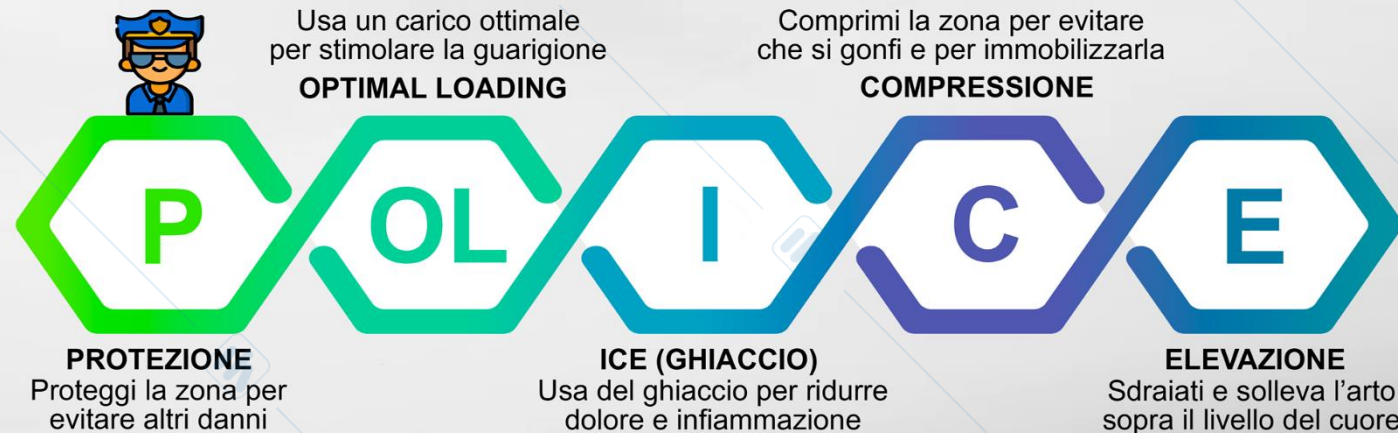 Usa un carico ottimale
per stimolare la guarigione
OPTIMAL LOADING
Comprimi la zona per evitare
che si gonfi e per immobilizzarla
COMPRESSIONE
P
OL
I
C
E
PROTEZIONE
Proteggi la zona per
evitare altri danni
ICE (GHIACCIO)
Usa del ghiaccio per ridurre
dolore e infiammazione
ELEVAZIONE
Sdraiati e solleva l’arto
sopra il livello del cuore